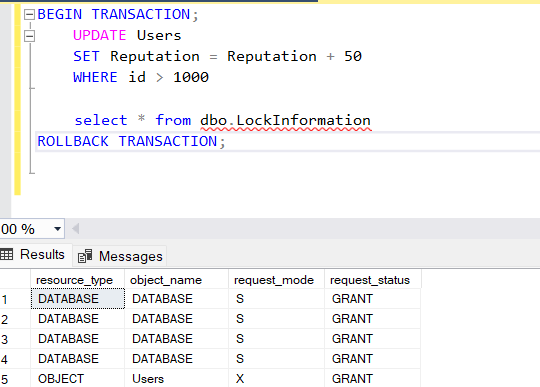 BEGIN TRANSACTION;
UPDATE Users
SET Reputation = Reputation + 50
WHERE id > 1000
select * from dbo.LockInformation
ROLLBACK TRANSACTION;
00 %
Results Messages
resource_type object_name request_mode request_status
1 DATABASE DATABASE S GRANT
2 DATABASE DATABASE S GRANT
3 DATABASE DATABASE S GRANT
4 DATABASE DATABASE S GRANT
5 OBJECT Users X GRANT